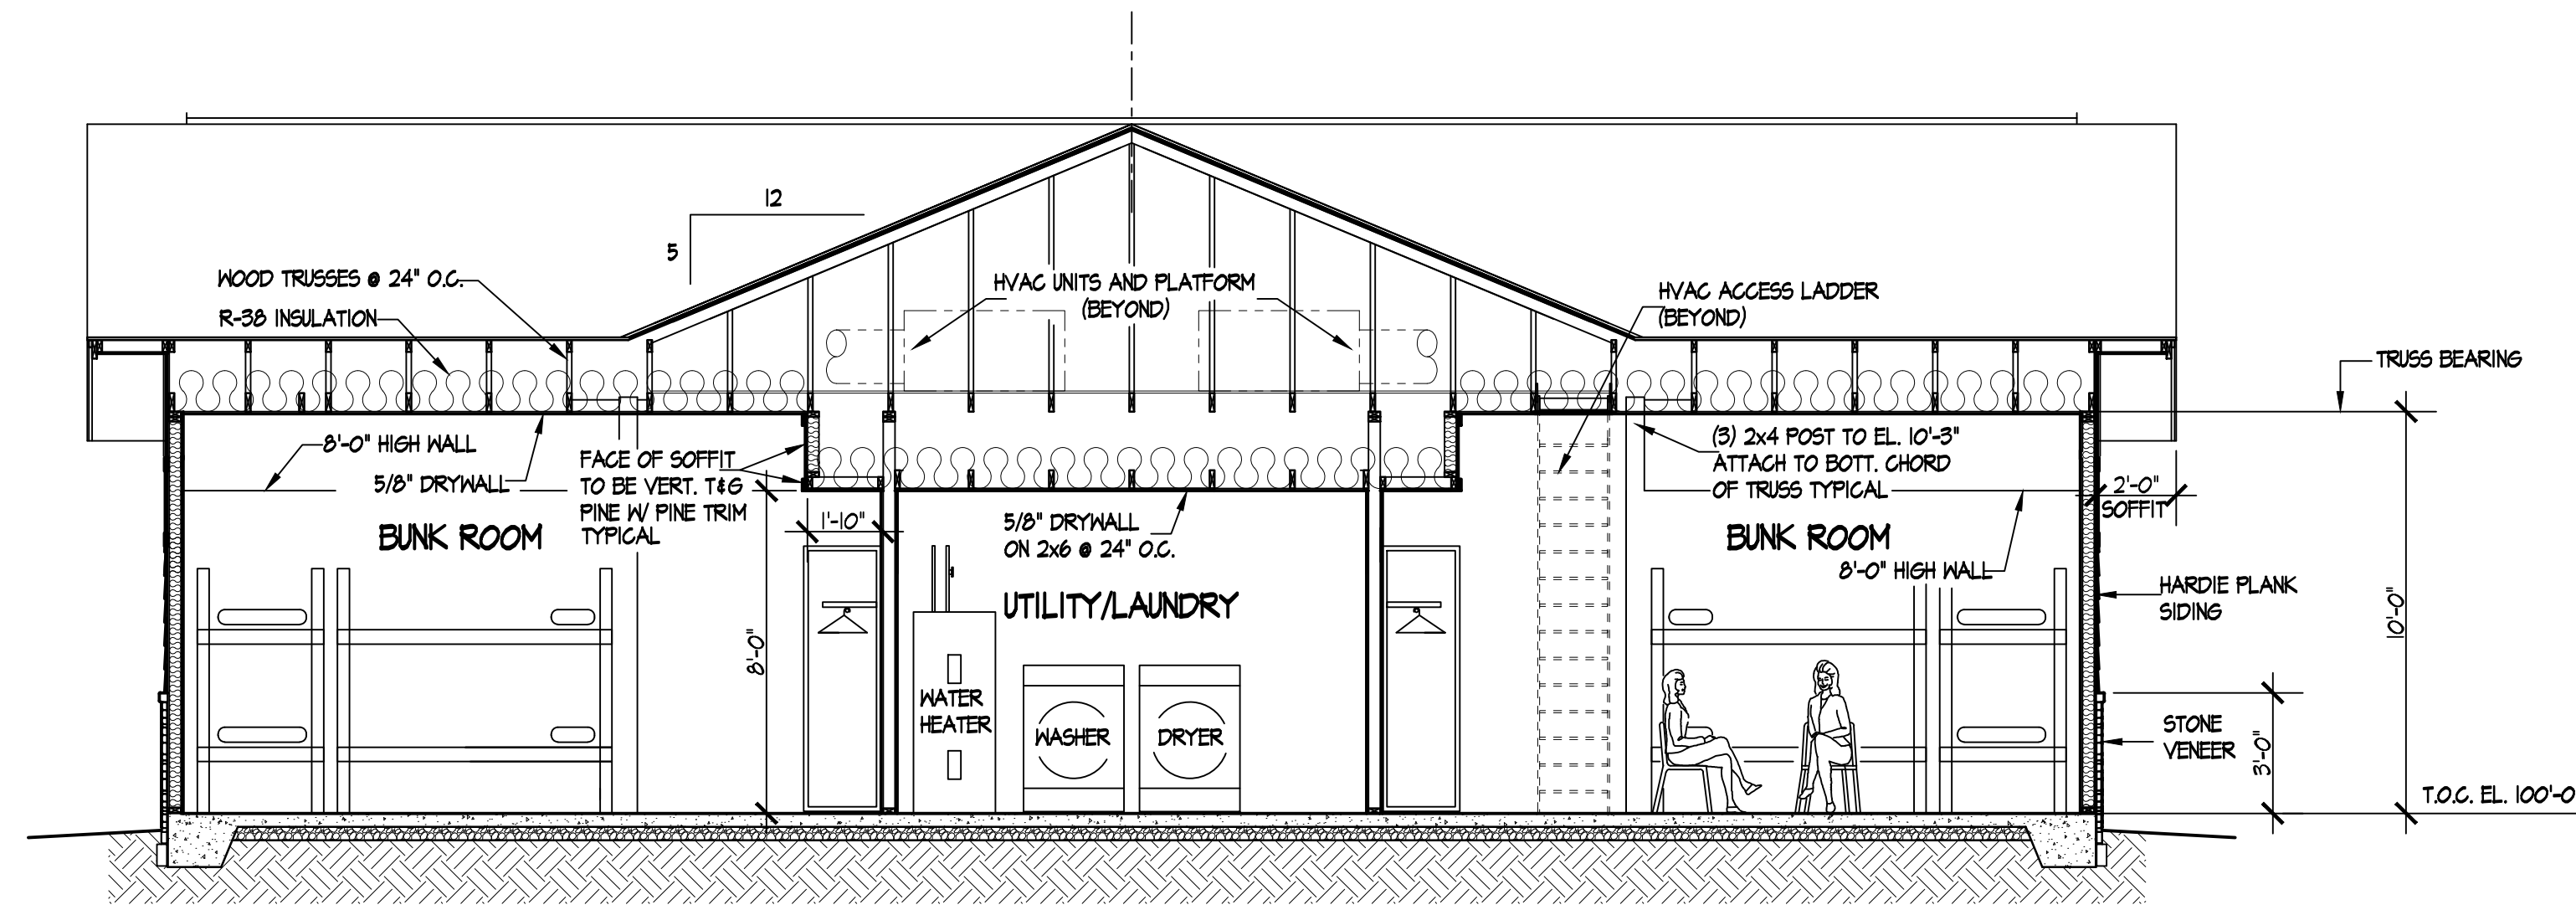 12
5
WOOD TRUSSES @ 24" O.C.
R-38 INSULATION
HVAC UNITS AND PLATFORM
(BEYOND)
HVAC ACCESS LADDER
(BEYOND)
TRUSS BEARING
8'-0" HIGH WALL
5/8" DRYWALL
FACE OF SOFFIT
TO BE VERT. T&G
PINE W/ PINE TRIM
TYPICAL
(3) 2x4 POST TO EL. 10'-3"
ATTACH TO BOTT. CHORD
OF TRUSS TYPICAL
2'-0"
SOFFIT
1'-10"
5/8" DRYWALL
ON 2x6 @ 24" O.C.
BUNK ROOM
BUNK ROOM
8'-0" HIGH WALL
UTILITY/LAUNDRY
HARDIE PLANK
SIDING
10'-0"
8'-0"
WATER
HEATER
WASHER
DRYER
STONE
VENEER
3'-0"
T.O.C. EL. 100'-0